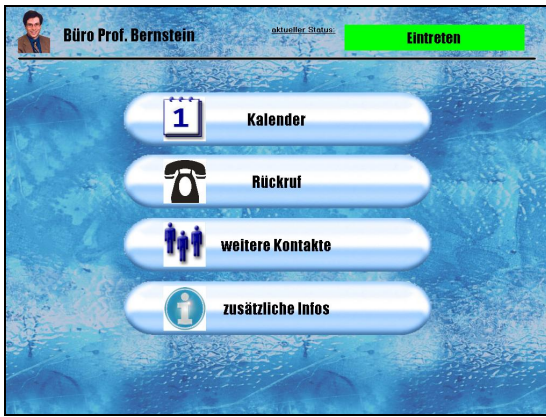 Büro Prof. Bernstein
aktueller Status:
Eintreten
1
Kalender
Rückruf
weitere Kontakte
zusätzliche Infos